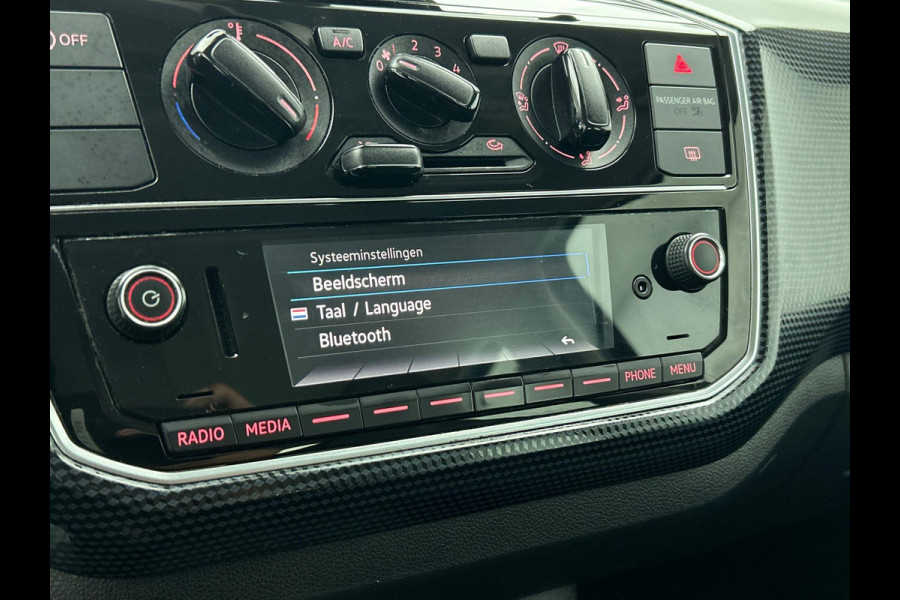 OFF
°C
A/C
0 1 2 3 4
PASSENGER AIR BAG
OFF
Systeeminstellingen
Beeldscherm
Taal / Language
Bluetooth
RADIO
MEDIA
PHONE
MENU